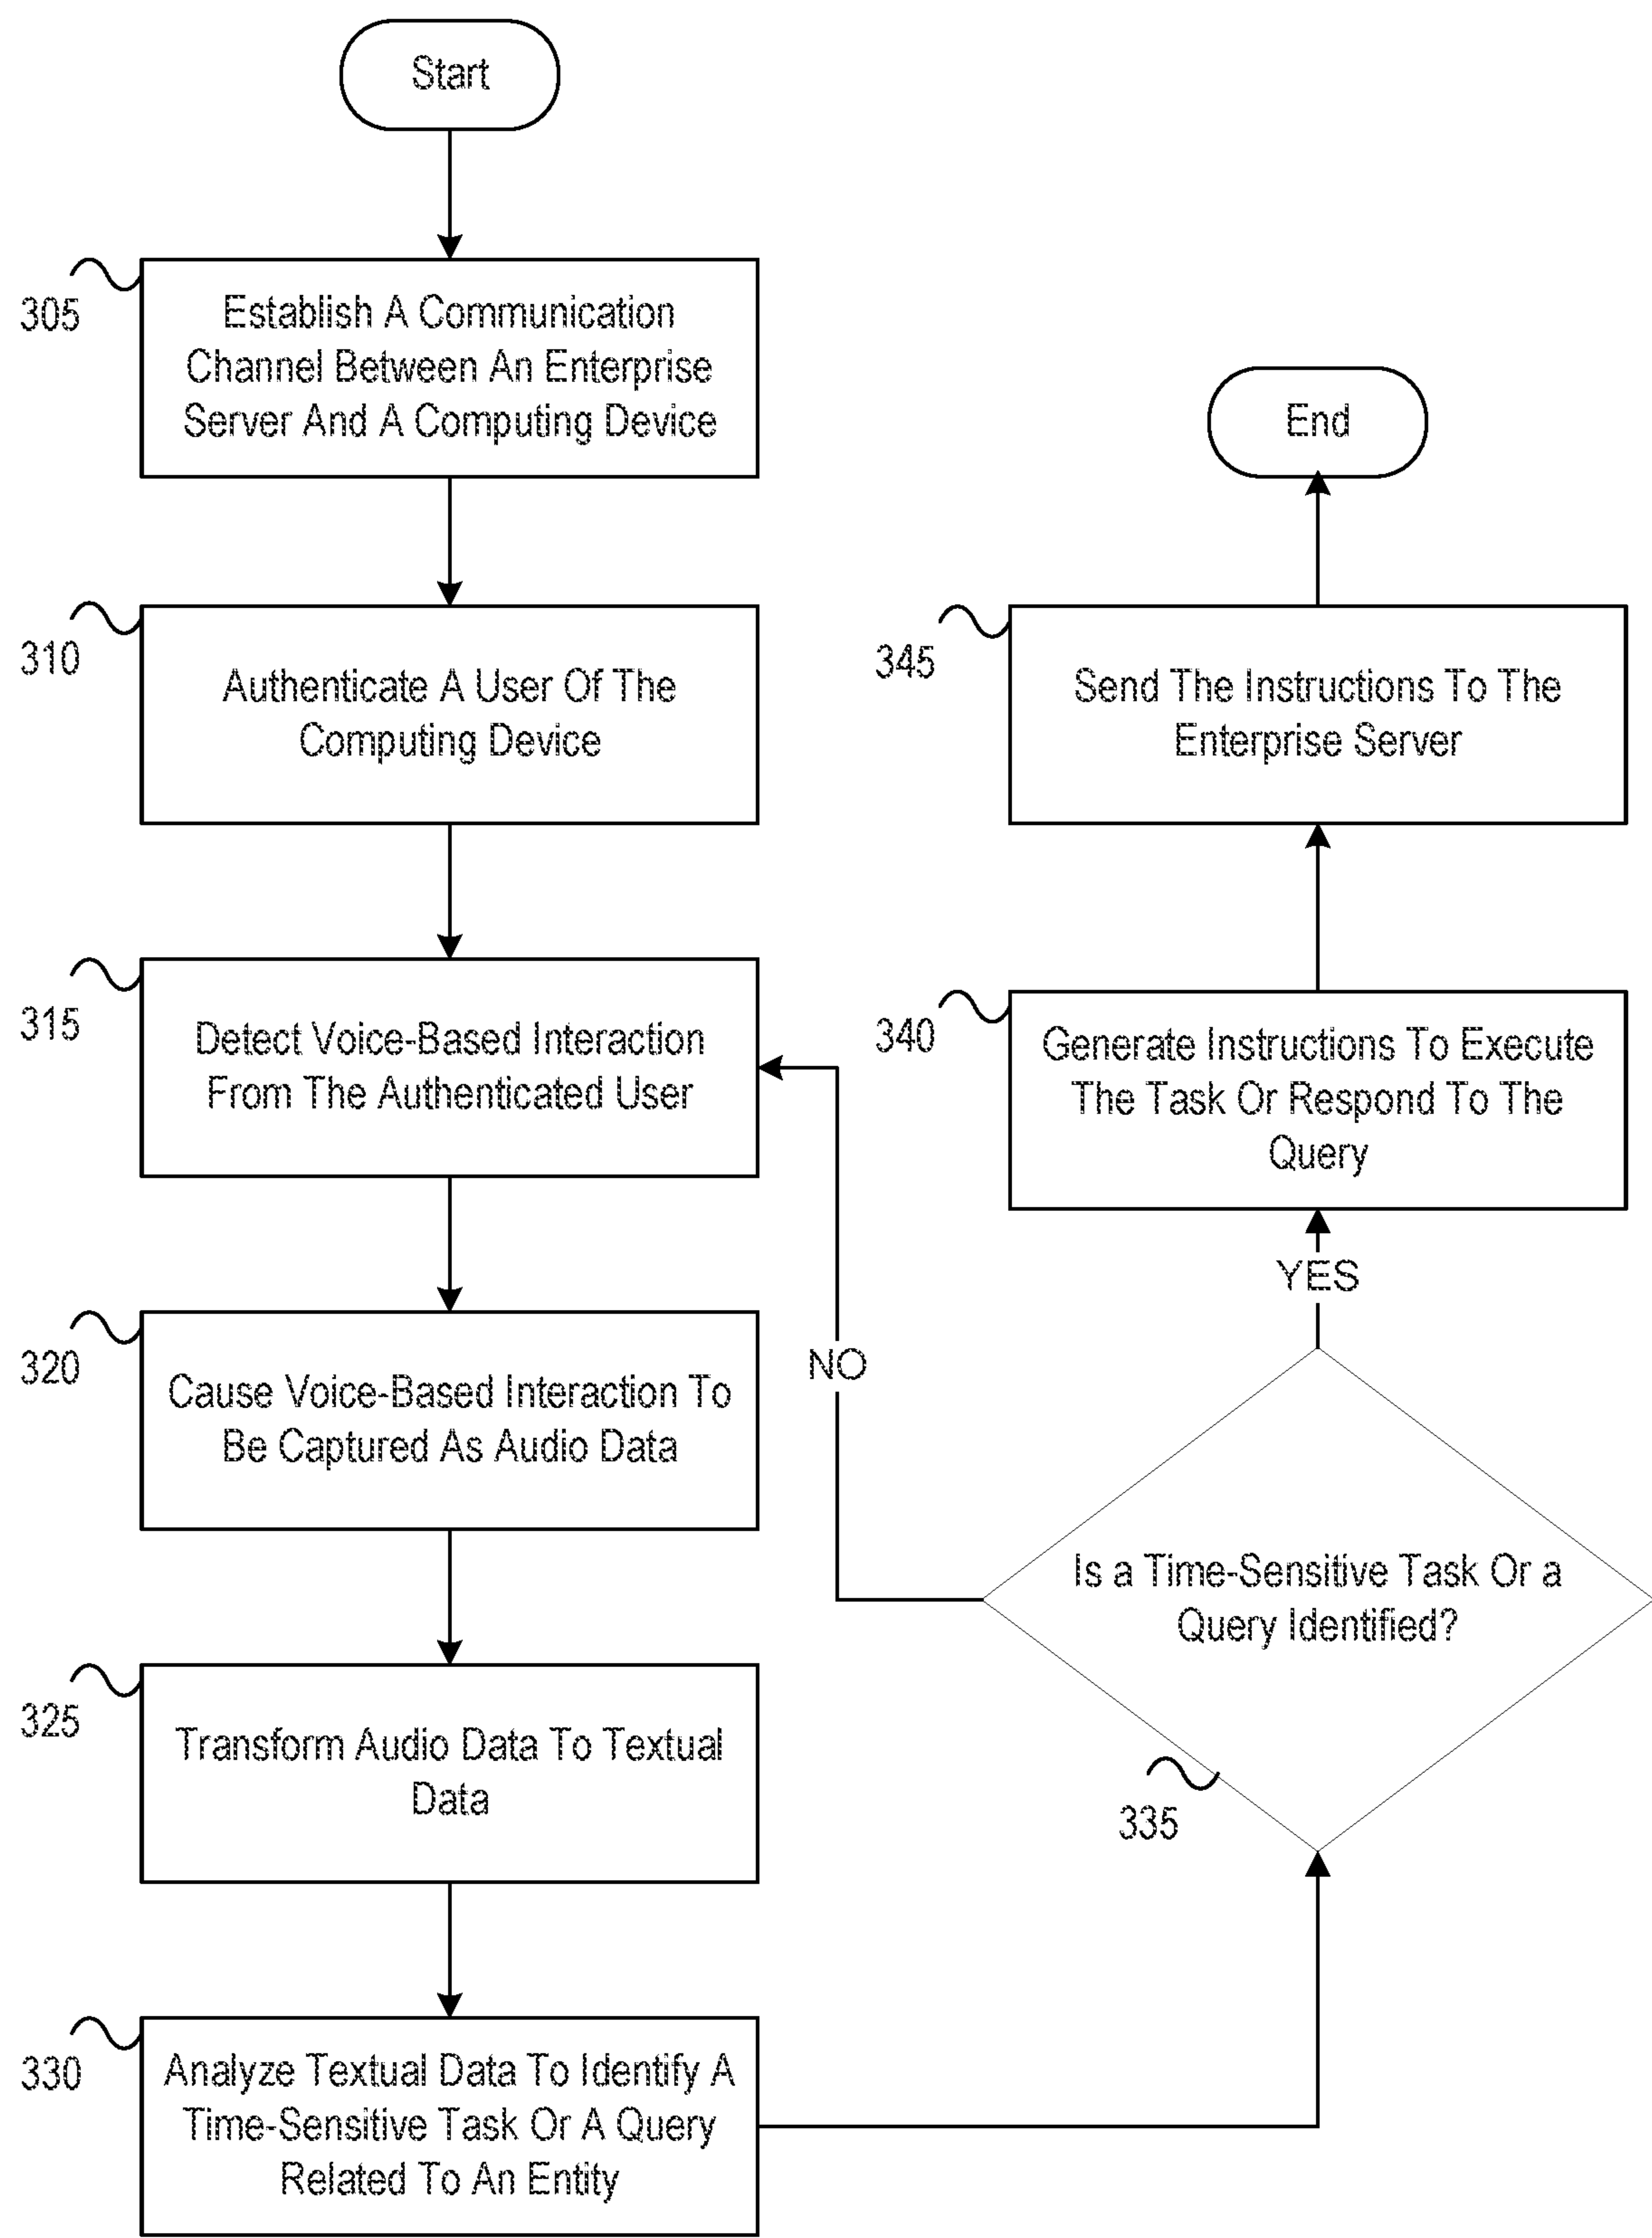 Start
305
Establish A Communication
Channel Between An Enterprise
Server And A Computing Device
310
Authenticate A User Of The
Computing Device
315
Detect Voice-Based Interaction
From The Authenticated User
320
Cause Voice-Based Interaction To
Be Captured As Audio Data
325
Transform Audio Data To Textual
Data
330
Analyze Textual Data To Identify A
Time-Sensitive Task Or A Query
Related To An Entity
NO
Is a Time-Sensitive Task Or a
Query Identified?
335
YES
340
Generate Instructions To Execute
The Task Or Respond To The
Query
345
Send The Instructions To The
Enterprise Server
End